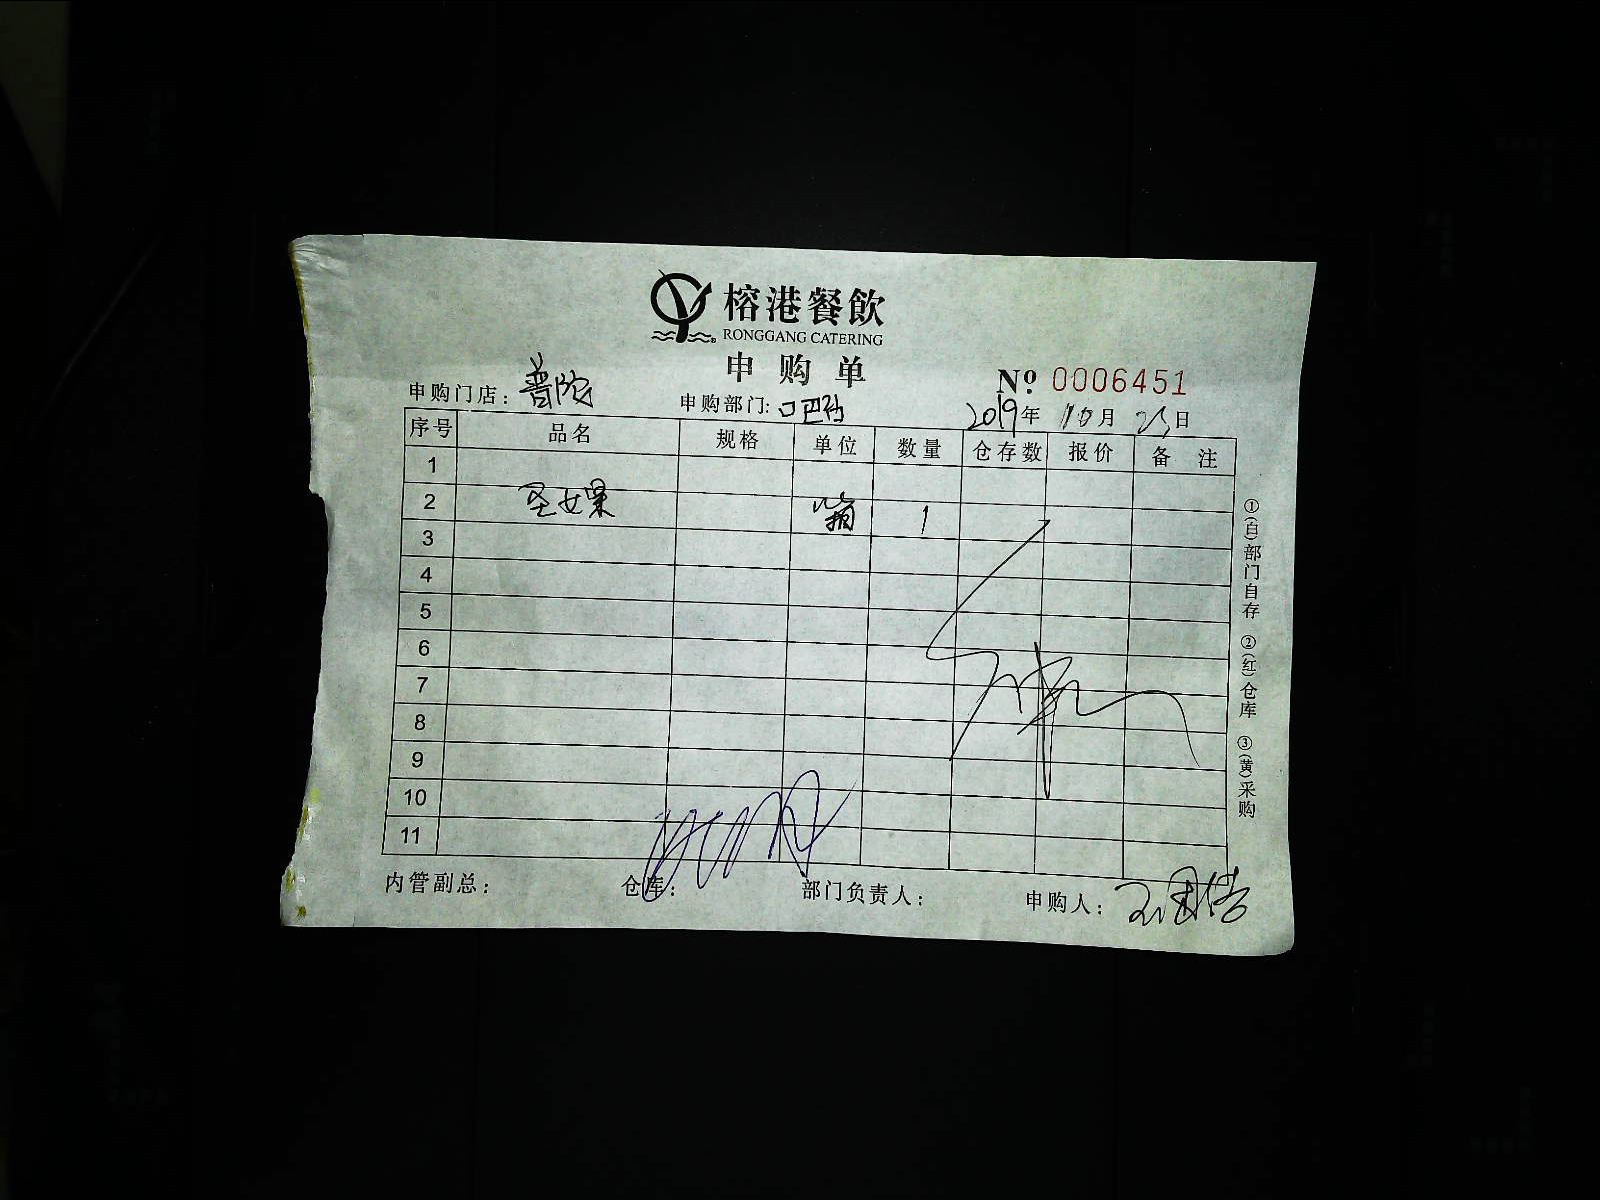 榕港餐飲
RONGGANG CATERING
申购单
№ 0006451
申购门店：普陀 申购部门：吧台 2019年 10月 23日
序号 品名 规格 单位 数量 仓存数 报价 备注
1
2 圣女果 箱 1
3
4
5
6
7
8
9
10
11
①(白)部门自存 ②(红)仓库 ③(黄)采购
内管副总： 仓库： 部门负责人： 申购人：